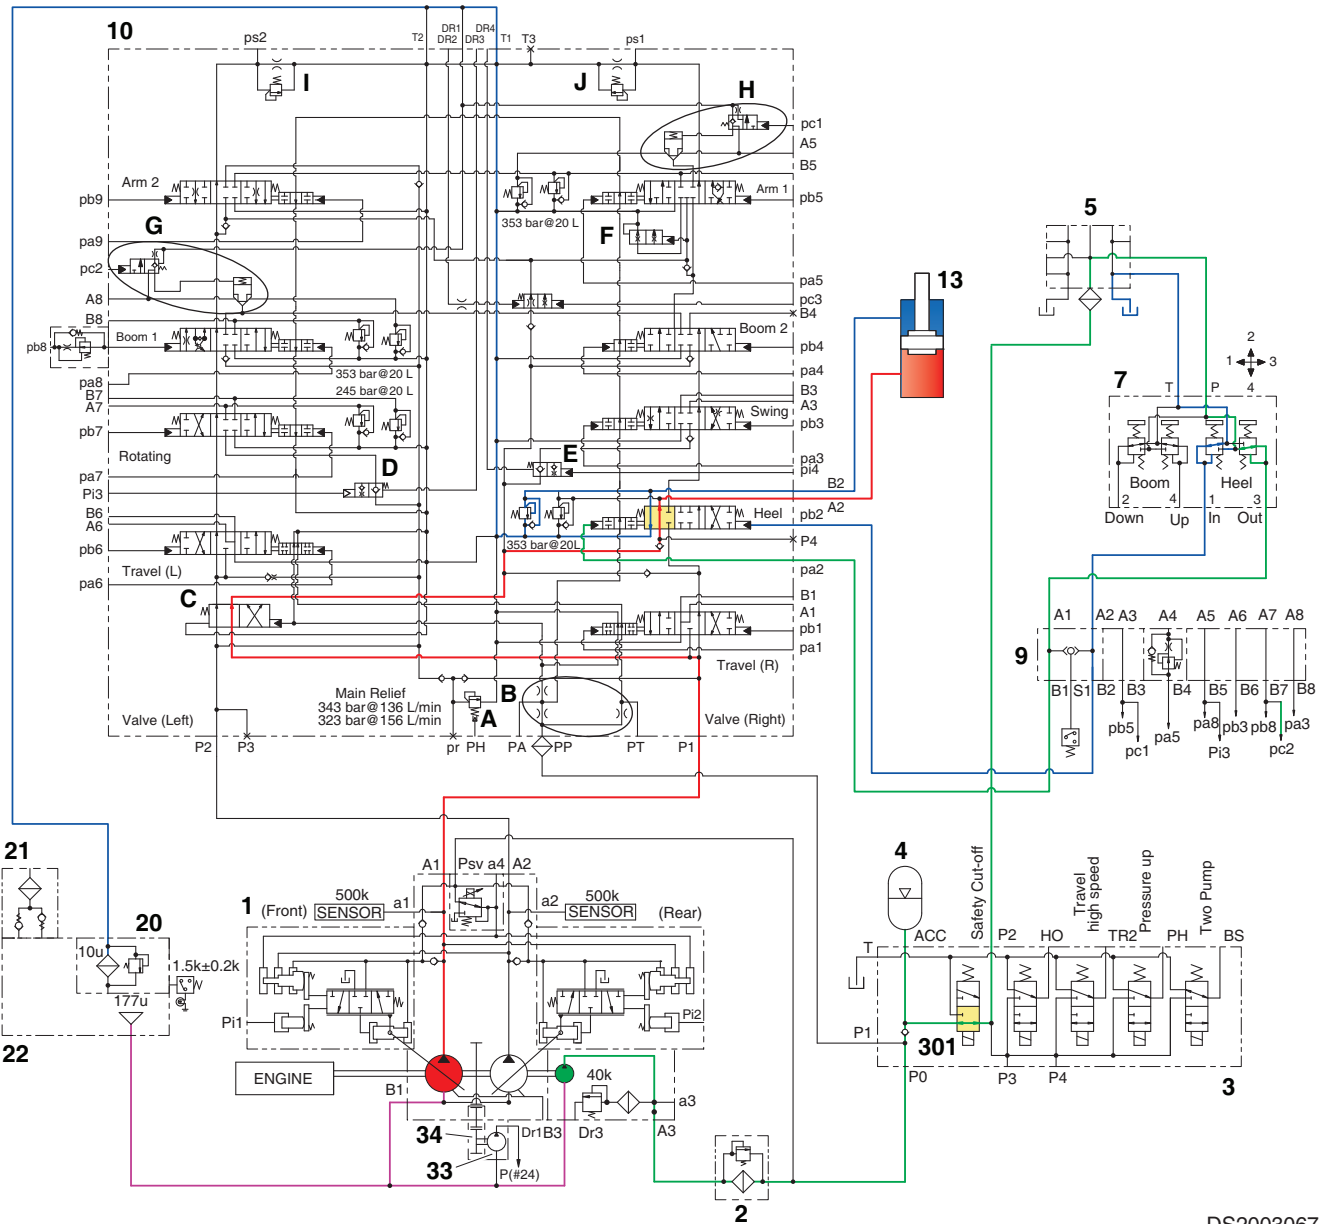 10
ps2
T2
DR1
DR2
DR3
DR4
T1
T3
ps1
I
J
H
pc1
A5
B5
Arm 2
Arm 1
pb9
pb5
353 bar@20 L
G
F
pa9
pc2
pa5
A8
pc3
B4
B8
pb8
Boom 1
Boom 2
pb4
353 bar@20 L
pa4
pa8
B7
A7
245 bar@20 L
B3
A3
Swing
pb7
pb3
Rotating
D
E
pa3
pi4
pa7
Pi3
B2
A2
B6
A6
Heel
pb2
pb6
353 bar@20L
P4
Travel (L)
pa2
pa6
C
B1
A1
pb1
pa1
Travel (R)
Main Relief
343 bar@136 L/min
323 bar@156 L/min
B
A
Valve (Left)
Valve (Right)
P2
P3
pr
PH
PA
PP
PT
P1
13
5
2
1
3
4
7
T
P
Boom
Heel
2
4
1
3
Down
Up
In
Out
9
A1
A2
A3
A4
A5
A6
A7
A8
B1
S1
B2
B3
B4
B5
B6
B7
B8
pb5
pc1
pa5
pa8
Pi3
pb3
pb8
pc2
pa3
21
20
10u
1.5k±0.2k
177u
22
1
(Front)
500k
SENSOR
a1
A1
Psv
a4
A2
a2
500k
SENSOR
(Rear)
Pi1
Pi2
ENGINE
B1
40k
a3
34
33
Dr1
B3
Dr3
A3
P(#24)
2
4
Safety Cut-off
Travel
high speed
Pressure up
Two Pump
T
ACC
P2
HO
TR2
PH
BS
P1
301
P0
P3
P4
3
DS2003067